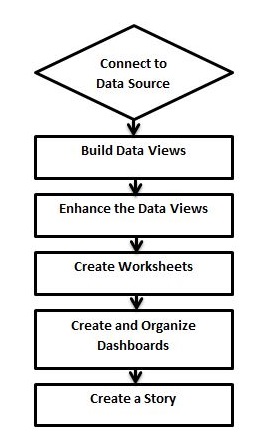 Connect to
Data Source
Build Data Views
Enhance the Data Views
Create Worksheets
Create and Organize
Dashboards
Create a Story